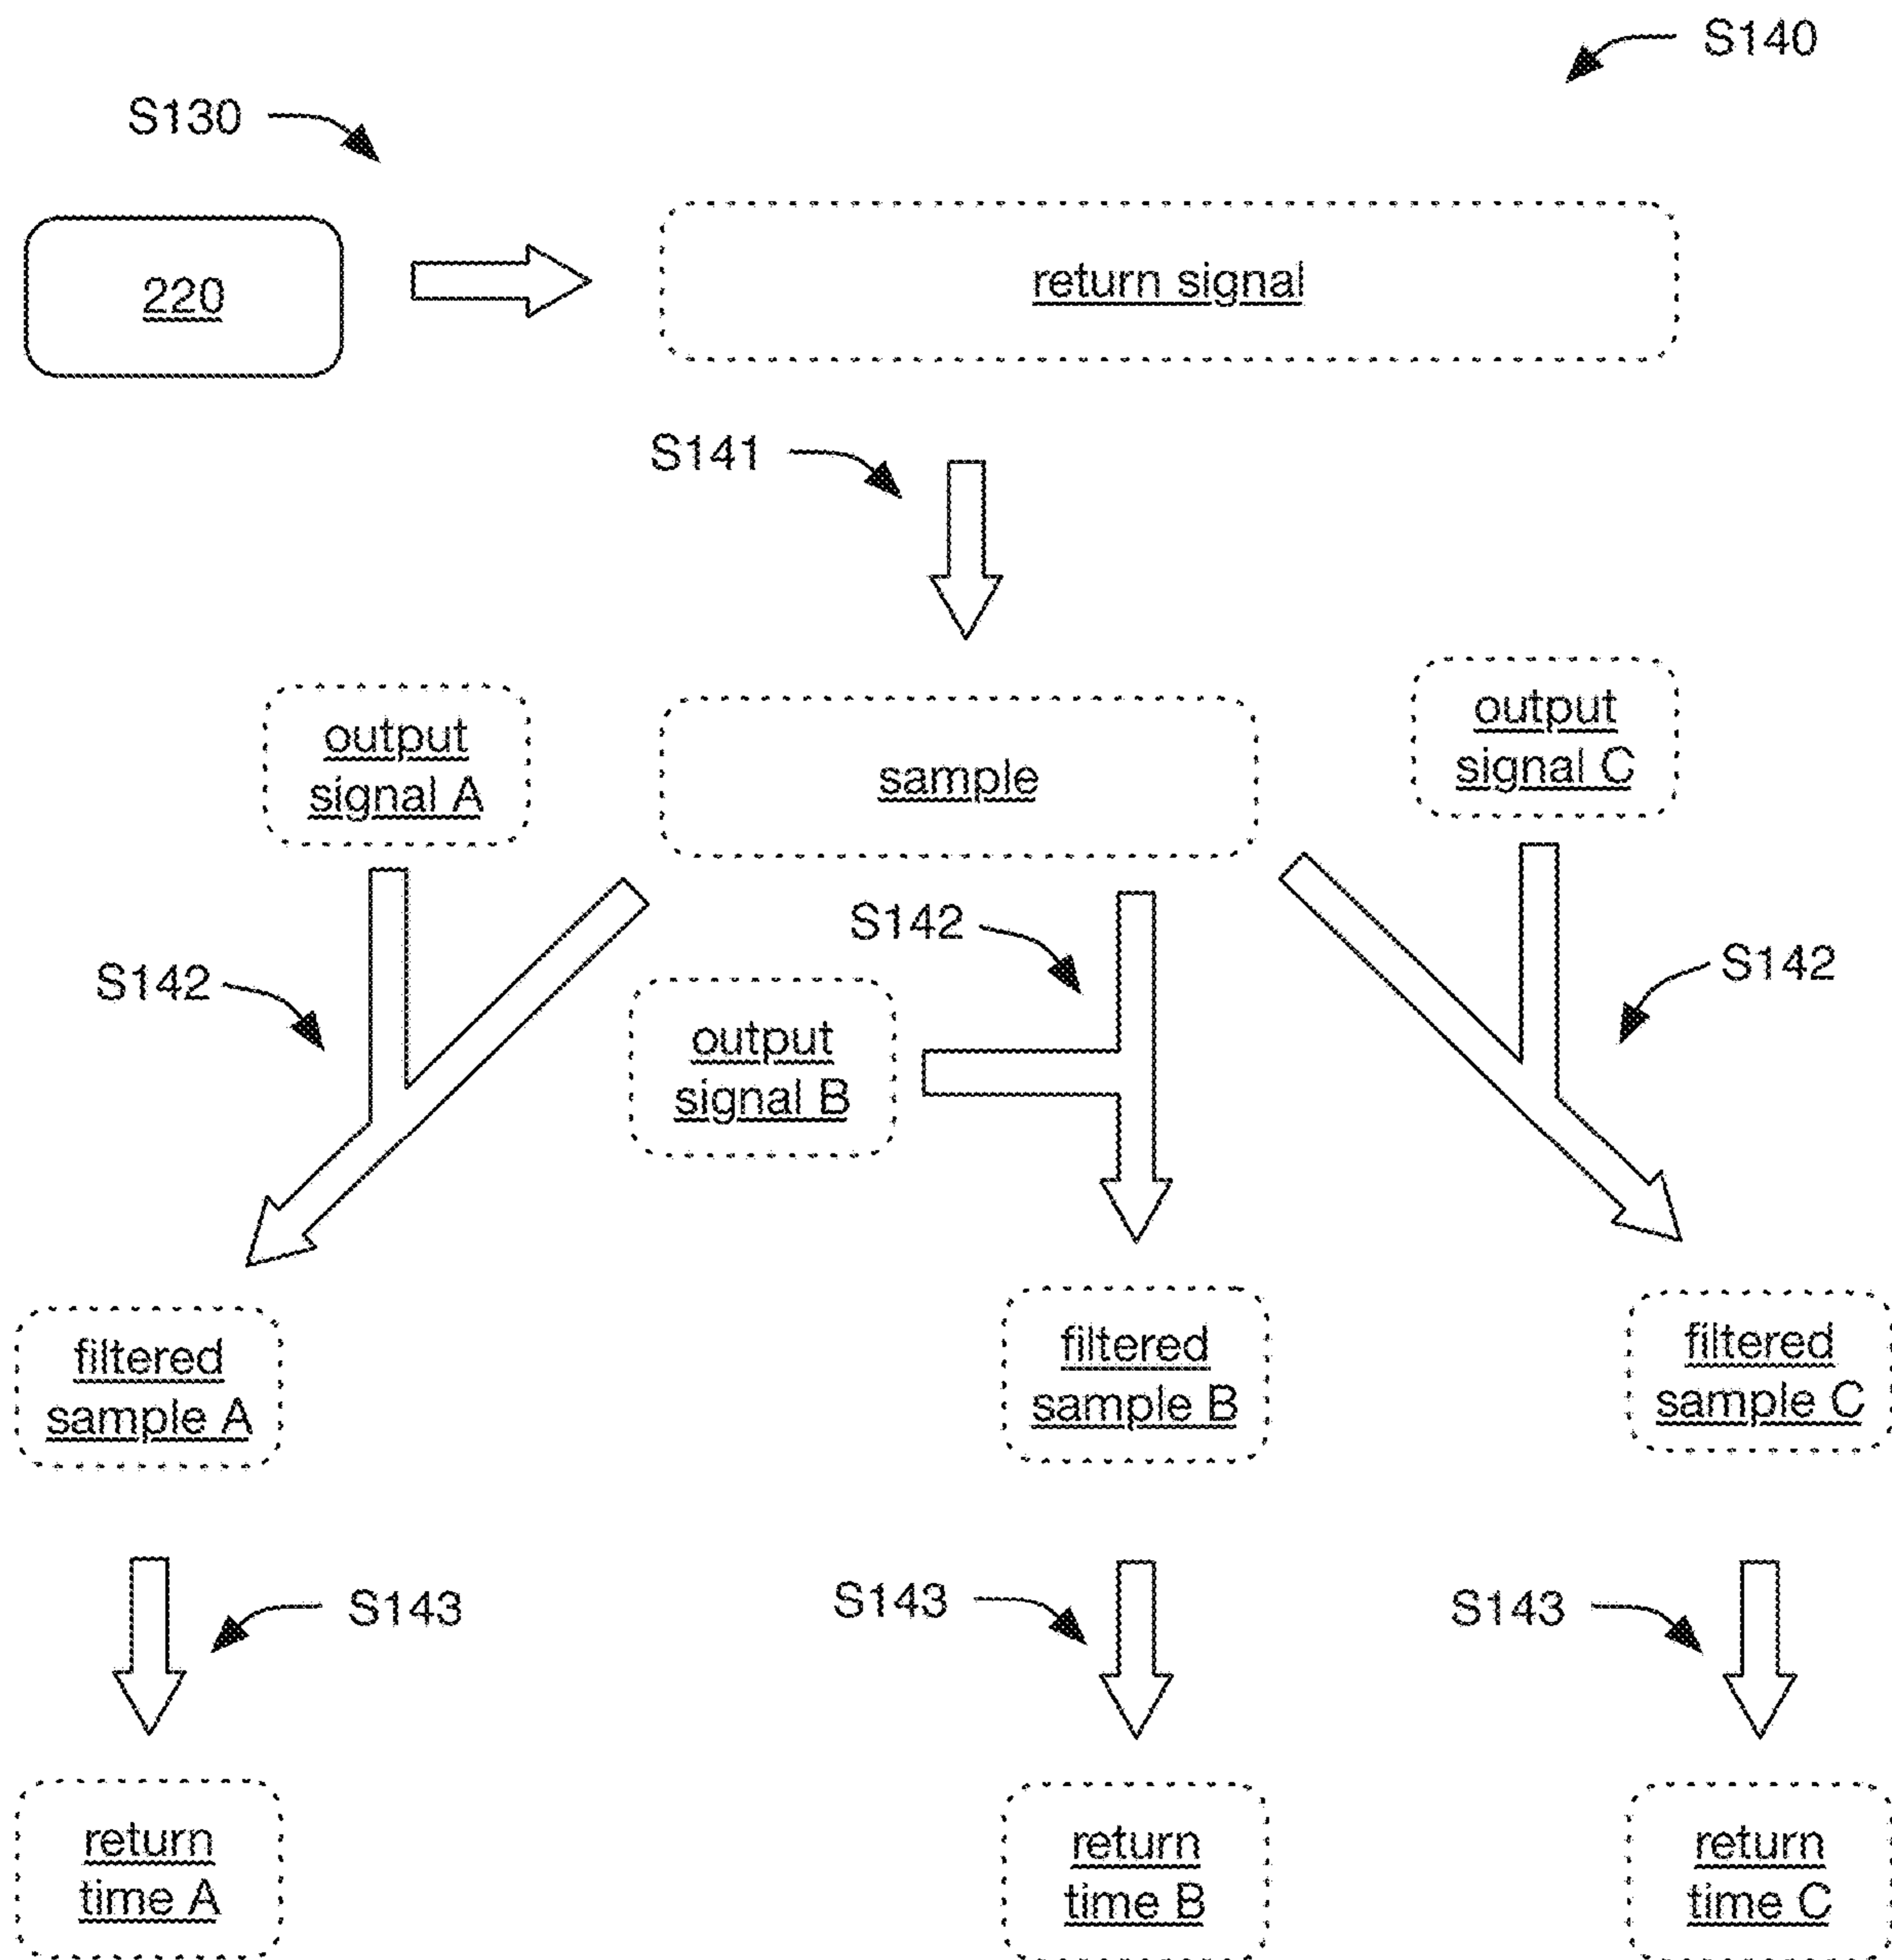 S140
S130
220
return signal
S141
output
signal A
sample
output
signal C
S142
S142
S142
output
signal B
filtered
sample A
filtered
sample B
filtered
sample C
S143
S143
S143
return
time A
return
time B
return
time C